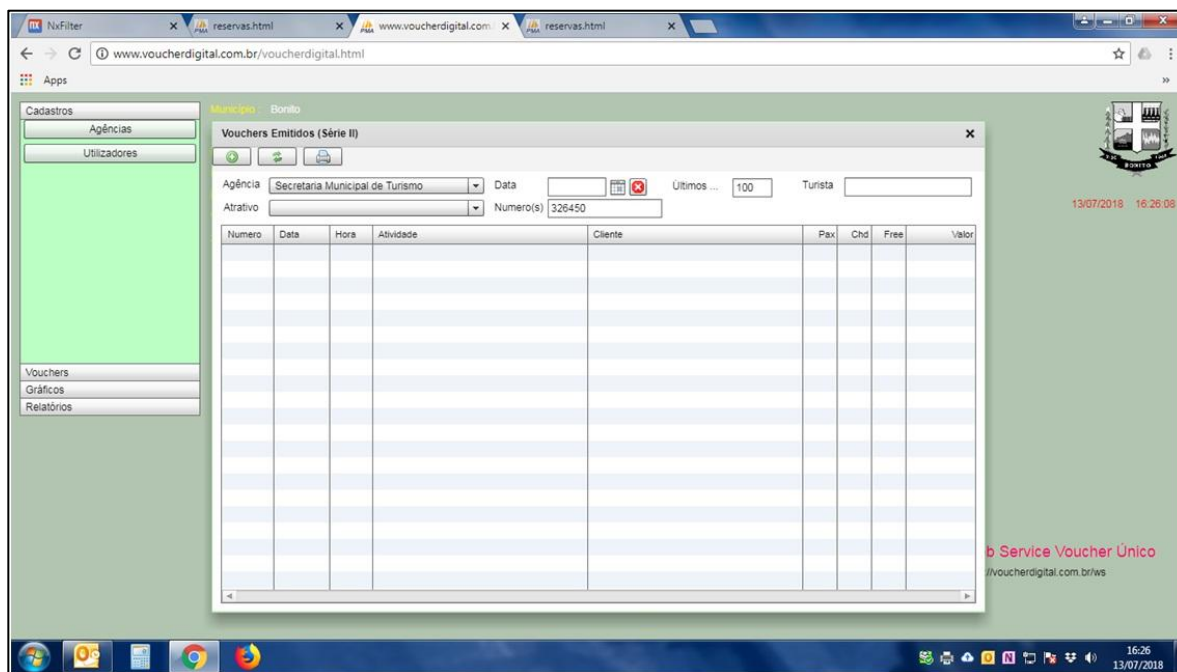 NxFilter
reservas.html
www.voucherdigital.com
reservas.html
www.voucherdigital.com.br/voucherdigital.html
Apps
Cadastros
Agências
Utilizadores
Vouchers
Gráficos
Relatórios
Município : Bonito
Vouchers Emitidos (Série II)
Agência Secretaria Municipal de Turismo Data Últimos ... 100 Turista
Atrativo Numero(s) 326450
Numero Data Hora Atividade Cliente Pax Chd Free Valor
BONITO
13/07/2018 16:26:08
b Service Voucher Único
://voucherdigital.com.br/ws
16:26
13/07/2018